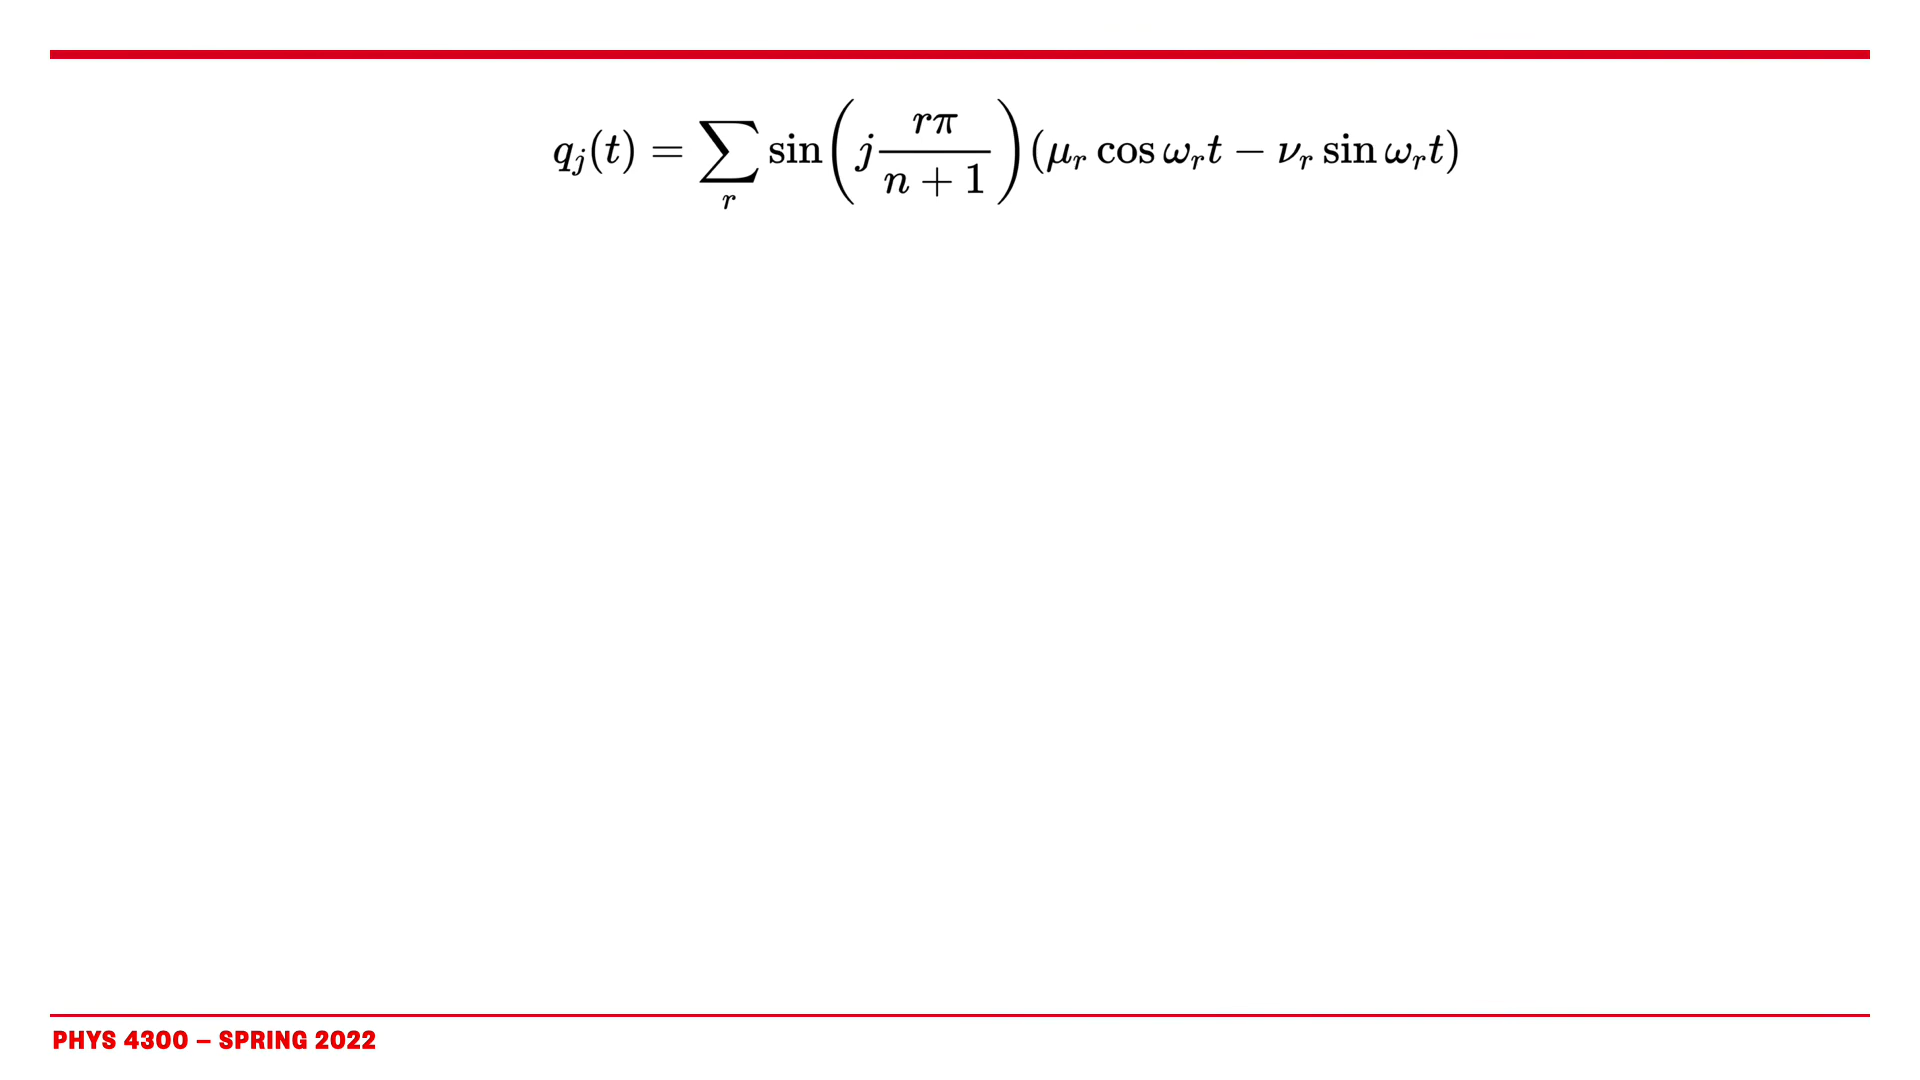 $q_j(t) = \sum_r \sin\left(j\frac{r\pi}{n+1}\right)(\mu_r \cos \omega_r t - \nu_r \sin \omega_r t)$
PHYS 4300 – SPRING 2022